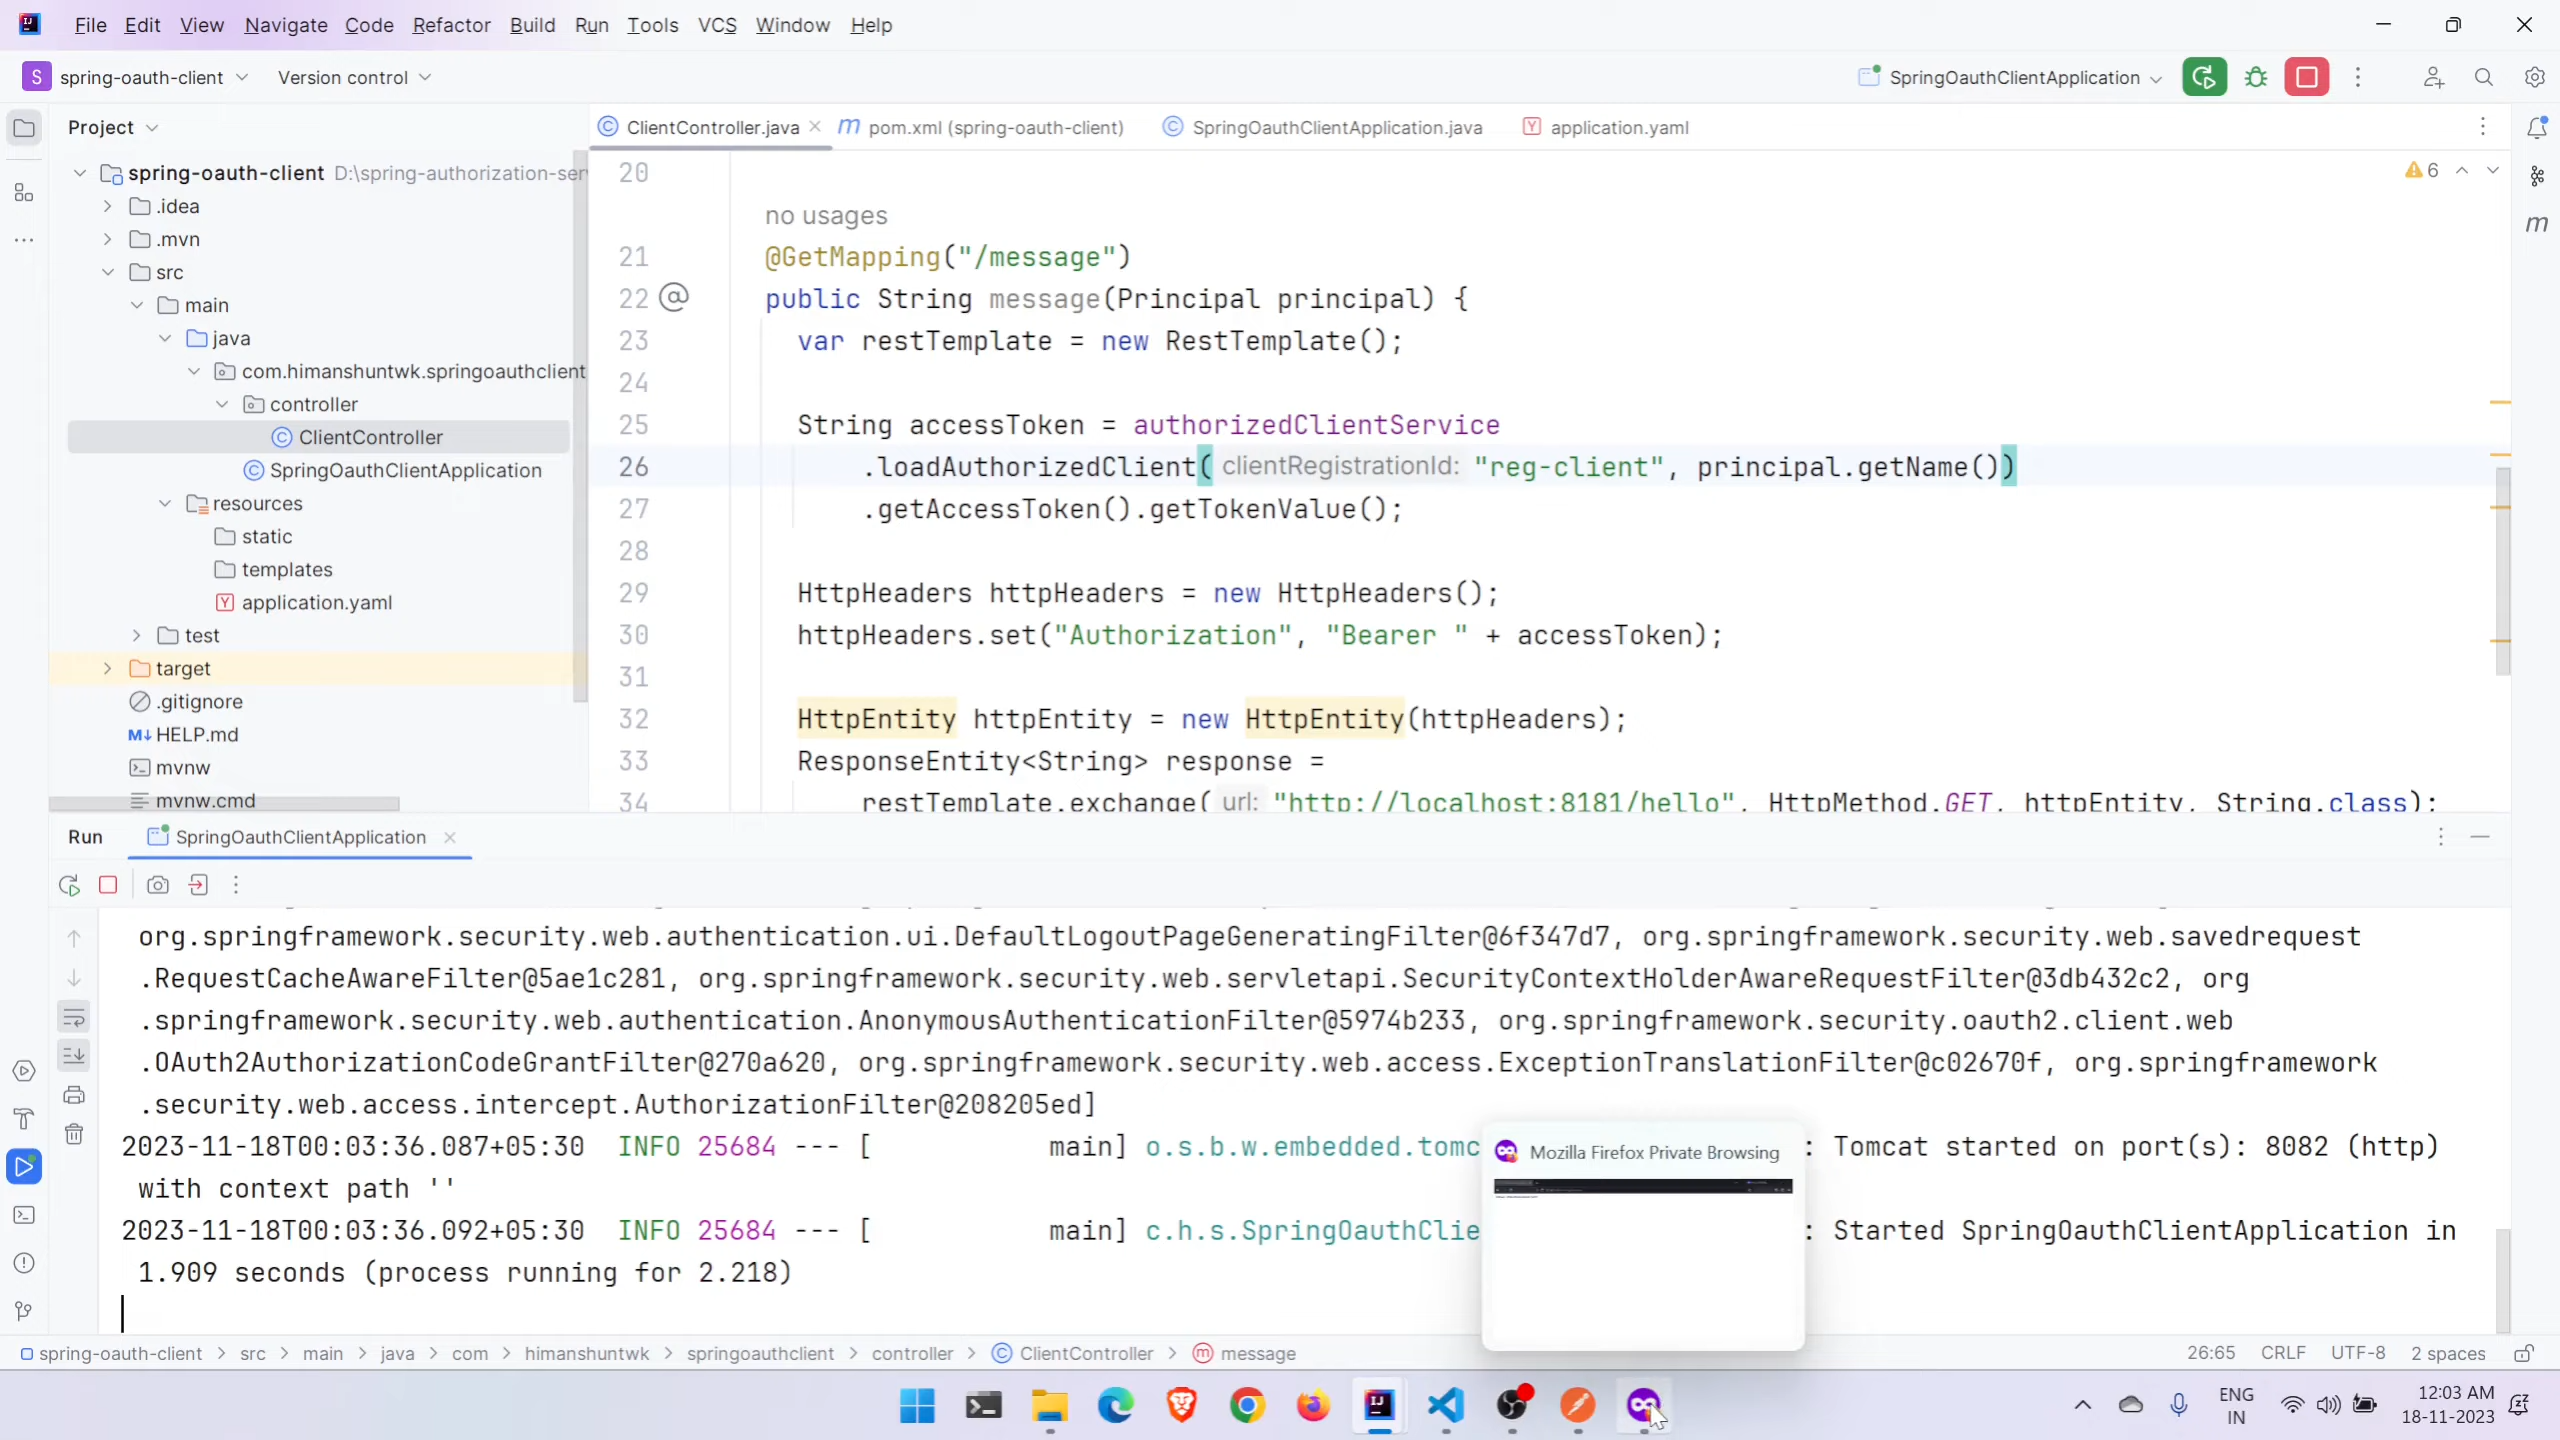 File Edit View Navigate Code Refactor Build Run Tools VCS Window Help
S spring-oauth-client Version control SpringOauthClientApplication
Project
ClientController.java pom.xml (spring-oauth-client) SpringOauthClientApplication.java application.yaml
spring-oauth-client D:\spring-authorization-ser
.idea
.mvn
src
main
java
com.himanshuntwk.springoauthclient
controller
ClientController
SpringOauthClientApplication
resources
static
templates
application.yaml
test
target
.gitignore
HELP.md
mvnw
mvnw.cmd
6
20
no usages
21 @GetMapping("/message")
22 public String message(Principal principal) {
23 var restTemplate = new RestTemplate();
24
25 String accessToken = authorizedClientService
26 .loadAuthorizedClient( clientRegistrationId: "reg-client", principal.getName())
27 .getAccessToken().getTokenValue();
28
29 HttpHeaders httpHeaders = new HttpHeaders();
30 httpHeaders.set("Authorization", "Bearer " + accessToken);
31
32 HttpEntity httpEntity = new HttpEntity(httpHeaders);
33 ResponseEntity<String> response =
34 restTemplate.exchange( url: "http://localhost:8181/hello", HttpMethod.GET, httpEntity, String.class);
Run SpringOauthClientApplication
org.springframework.security.web.authentication.ui.DefaultLogoutPageGeneratingFilter@6f347d7, org.springframework.security.web.savedrequest
.RequestCacheAwareFilter@5ae1c281, org.springframework.security.web.servletapi.SecurityContextHolderAwareRequestFilter@3db432c2, org
.springframework.security.web.authentication.AnonymousAuthenticationFilter@5974b233, org.springframework.security.oauth2.client.web
.OAuth2AuthorizationCodeGrantFilter@270a620, org.springframework.security.web.access.ExceptionTranslationFilter@c02670f, org.springframework
.security.web.access.intercept.AuthorizationFilter@208205ed]
2023-11-18T00:03:36.087+05:30 INFO 25684 --- [ main] o.s.b.w.embedded.tomc : Tomcat started on port(s): 8082 (http)
with context path ''
2023-11-18T00:03:36.092+05:30 INFO 25684 --- [ main] c.h.s.SpringOauthClie : Started SpringOauthClientApplication in
1.909 seconds (process running for 2.218)
Mozilla Firefox Private Browsing
spring-oauth-client > src > main > java > com > himanshuntwk > springoauthclient > controller > ClientController > message
26:65 CRLF UTF-8 2 spaces
ENG
IN
12:03 AM
18-11-2023